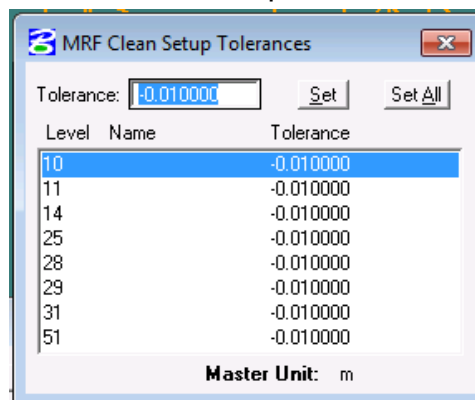 MRF Clean Setup Tolerances
Tolerance: -0.010000 Set Set All
Level Name Tolerance
10 -0.010000
11 -0.010000
14 -0.010000
25 -0.010000
28 -0.010000
29 -0.010000
31 -0.010000
51 -0.010000
Master Unit: m